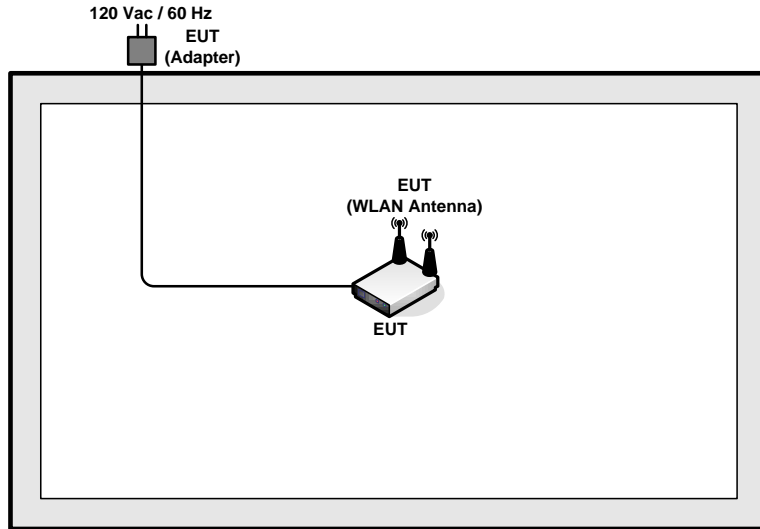 120 Vac / 60 Hz
EUT
(Adapter)
EUT
(WLAN Antenna)
EUT